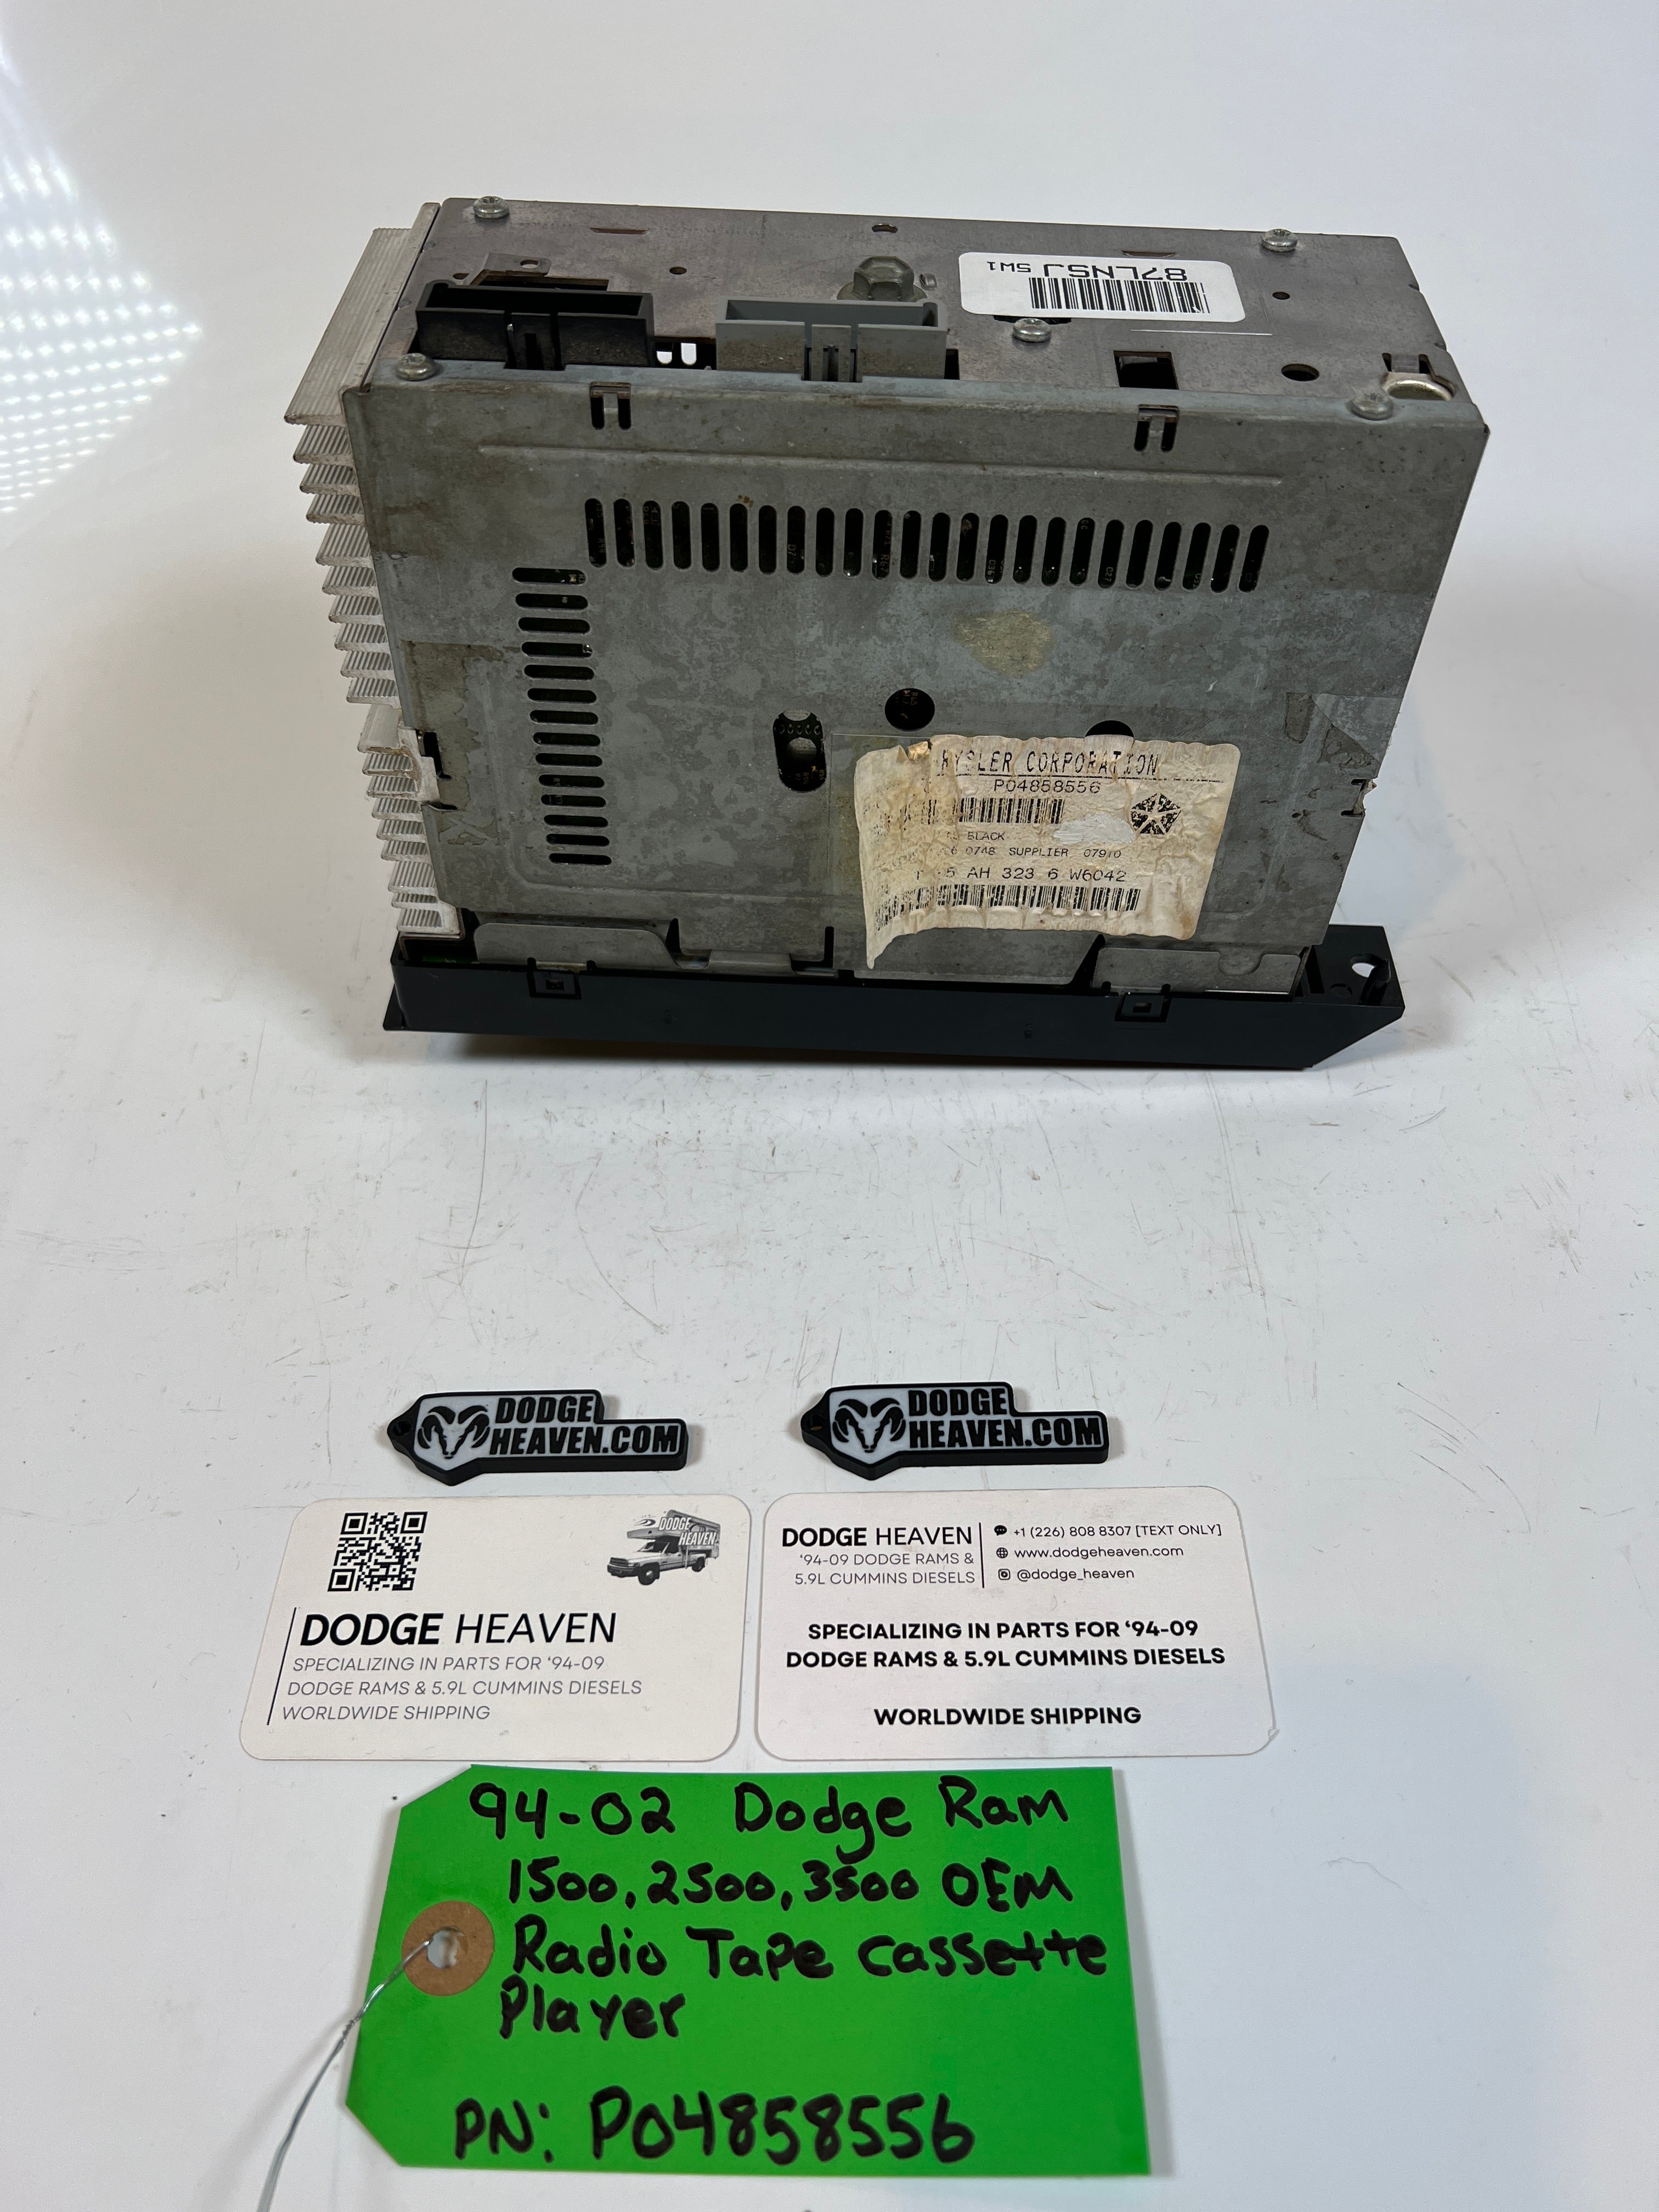 87LNSJ 5W1
RYSLER CORPORATION
P04858556
BLACK
0748 SUPPLIER 07910
5 AH 323 6 W6042
DODGE
HEAVEN.COM
DODGE
HEAVEN.COM
DODGE
HEAVEN
DODGE HEAVEN
SPECIALIZING IN PARTS FOR ‘94-09
DODGE RAMS & 5.9L CUMMINS DIESELS
WORLDWIDE SHIPPING
DODGE HEAVEN
‘94-09 DODGE RAMS &
5.9L CUMMINS DIESELS
+1 (226) 808 8307 [TEXT ONLY]
www.dodgeheaven.com
@dodge_heaven
SPECIALIZING IN PARTS FOR ‘94-09
DODGE RAMS & 5.9L CUMMINS DIESELS
WORLDWIDE SHIPPING
94-02 Dodge Ram
1500, 2500, 3500 OEM
Radio Tape Cassette
Player
PN: P04858556